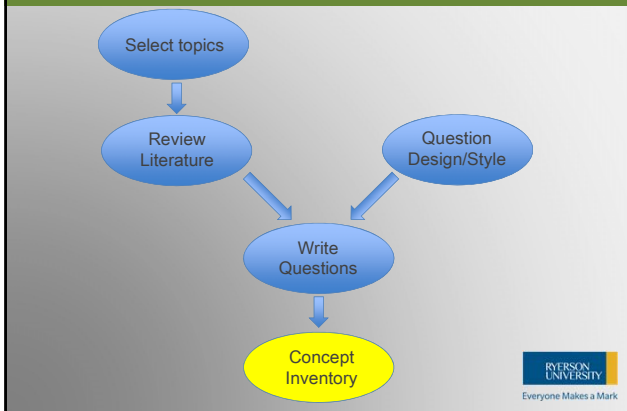 Select topics
Review
Literature
Question
Design/Style
Write
Questions
Concept
Inventory
RYERSON
UNIVERSITY
Everyone Makes a Mark